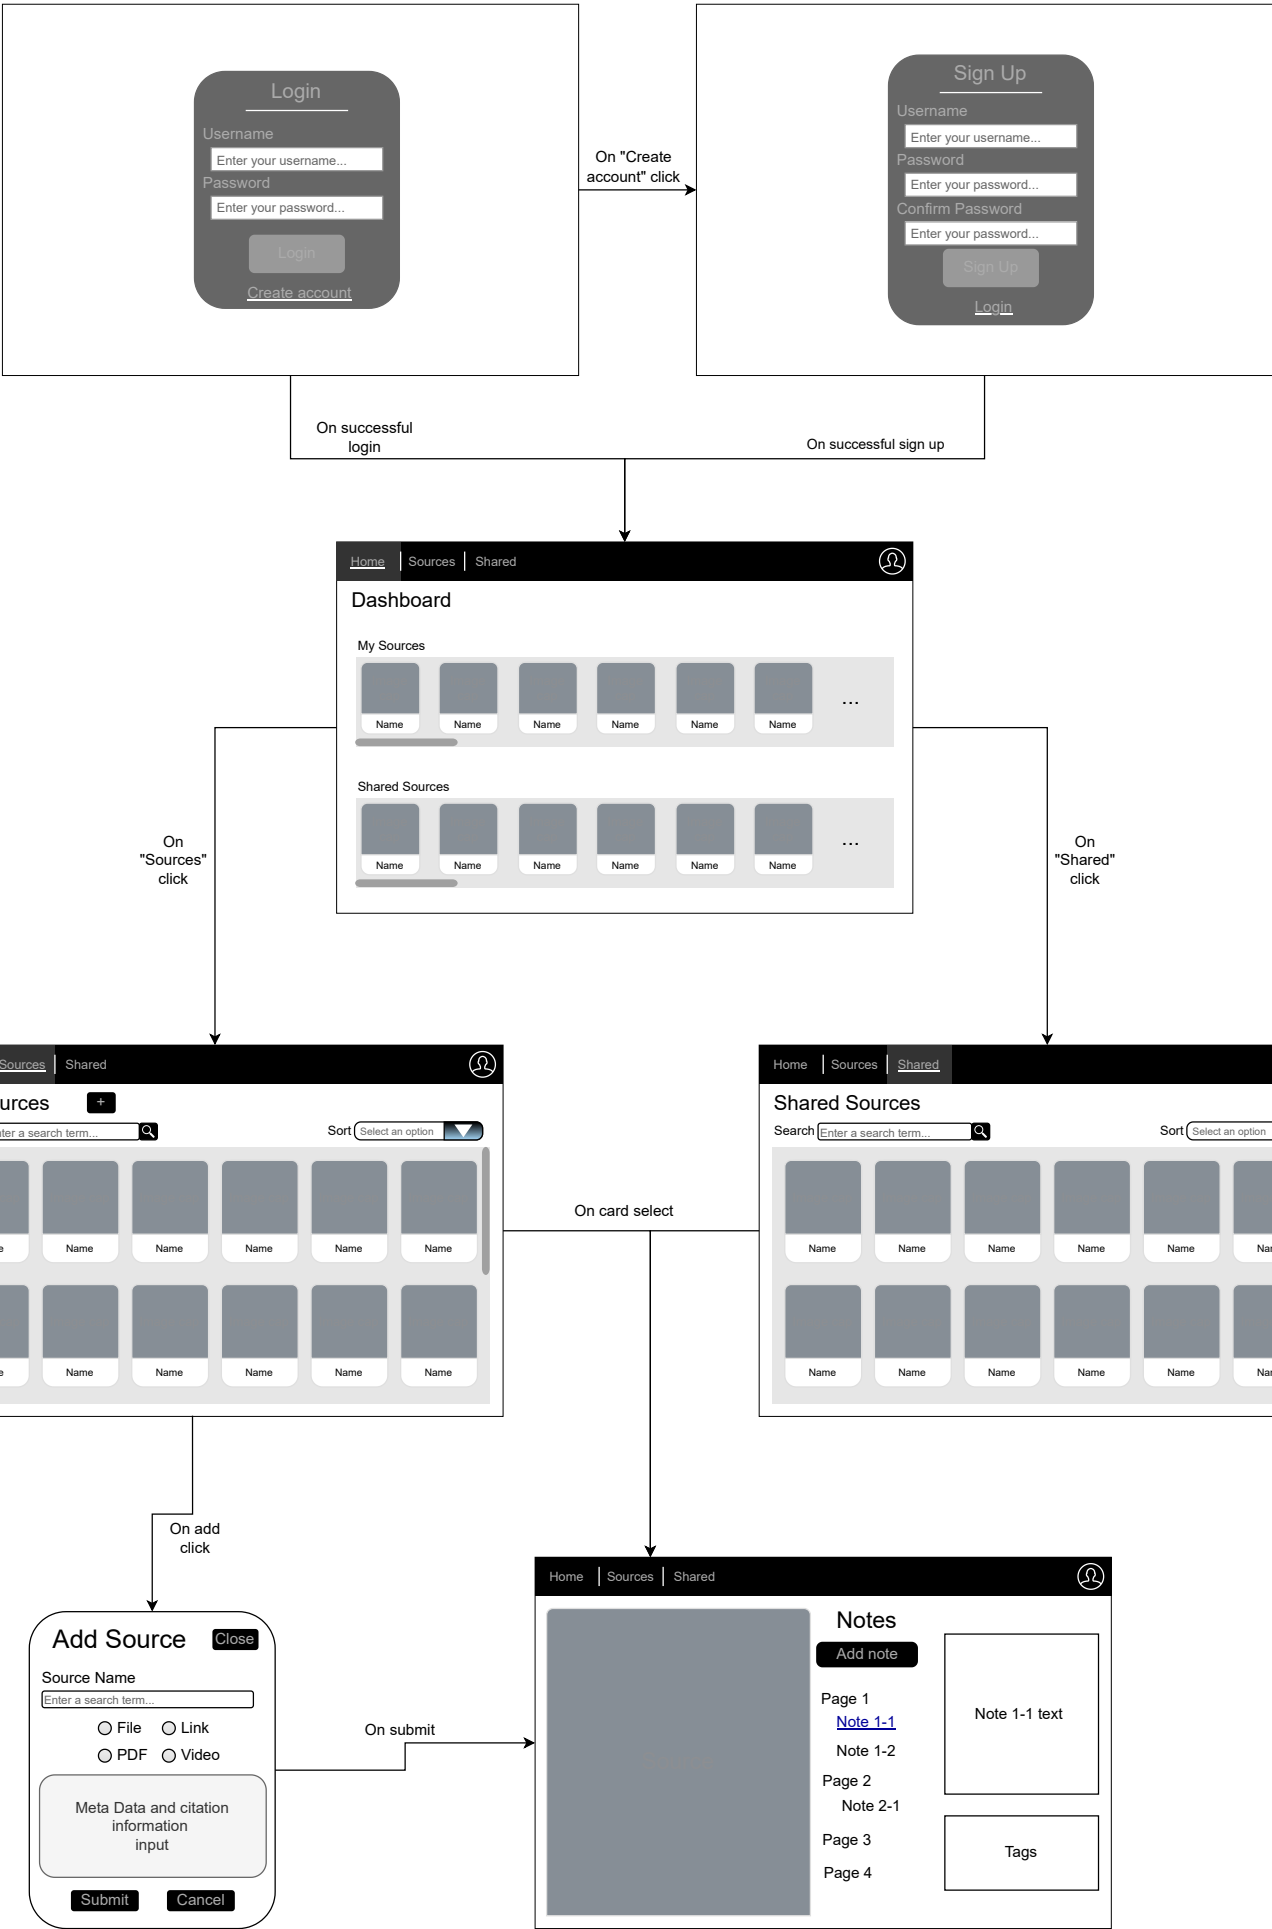 Login
Username
Enter your username...
Password
Enter your password...
Login
Create account
On "Create
account" click
Sign Up
Username
Enter your username...
Password
Enter your password...
Confirm Password
Enter your password...
Sign Up
Login
On successful
login
On successful sign up
Home Sources Shared
Dashboard
My Sources
Name Name Name Name Name Name ...
Shared Sources
Name Name Name Name Name Name ...
On
"Sources"
click
On
"Shared"
click
Sources Shared
urces +
nter a search term... Sort Select an option
e Name Name Name Name Name
e Name Name Name Name Name
On card select
Home Sources Shared
Shared Sources
Search Enter a search term... Sort Select an option
Name Name Name Name Name Nar
Name Name Name Name Name Nar
On add
click
Add Source Close
Source Name
Enter a search term...
File Link
PDF Video
Meta Data and citation
information
input
Submit Cancel
On submit
Home Sources Shared
Notes
Add note
Page 1
Note 1-1
Note 1-2
Page 2
Note 2-1
Page 3
Page 4
Note 1-1 text
Tags